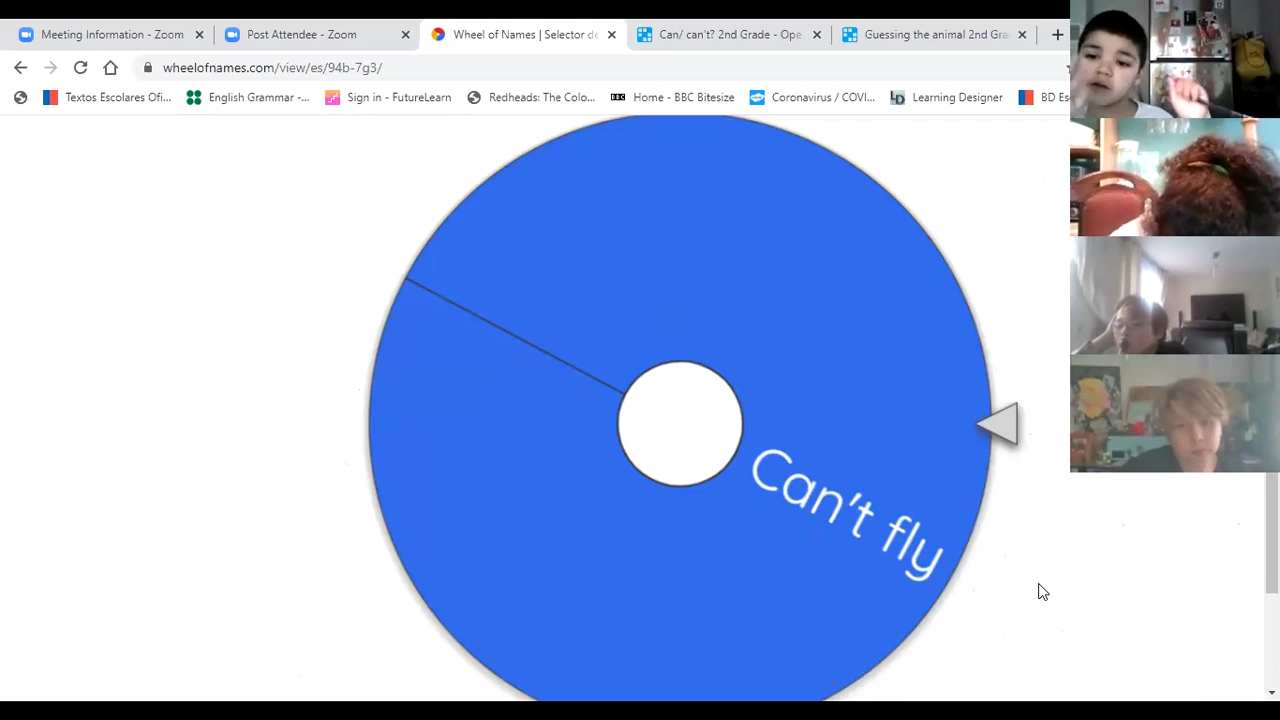 Meeting Information - Zoom
Post Attendee - Zoom
Wheel of Names | Selector de
Can/ can't? 2nd Grade - Ope
Guessing the animal 2nd Gra
wheelofnames.com/view/es/94b-7g3/
Textos Escolares Ofi...
English Grammar -...
Sign in - FutureLearn
Redheads: The Colo...
BBC
Home - BBC Bitesize
Coronavirus / COVI...
LD
Learning Designer
BD Es
Can't fly